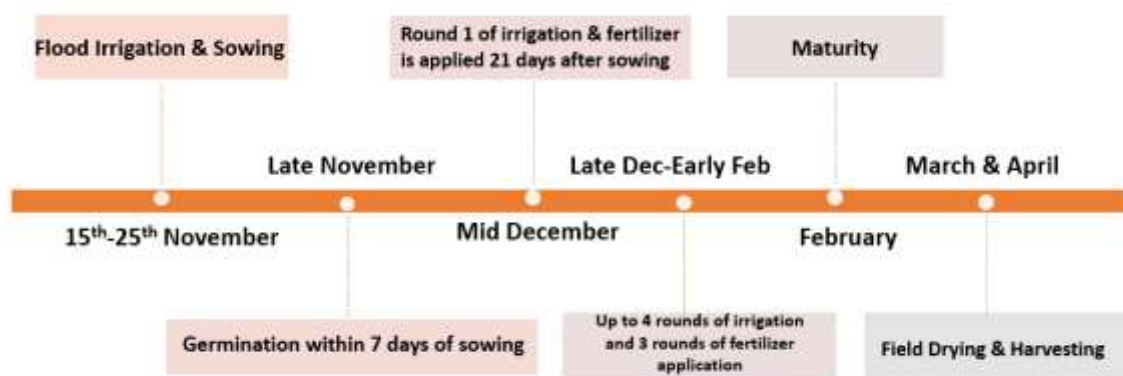 Flood Irrigation & Sowing
Round 1 of irrigation & fertilizer
is applied 21 days after sowing
Maturity
Late November
Late Dec-Early Feb
March & April
15th-25th November
Mid December
February
Germination within 7 days of sowing
Up to 4 rounds of irrigation
and 3 rounds of fertilizer
application
Field Drying & Harvesting